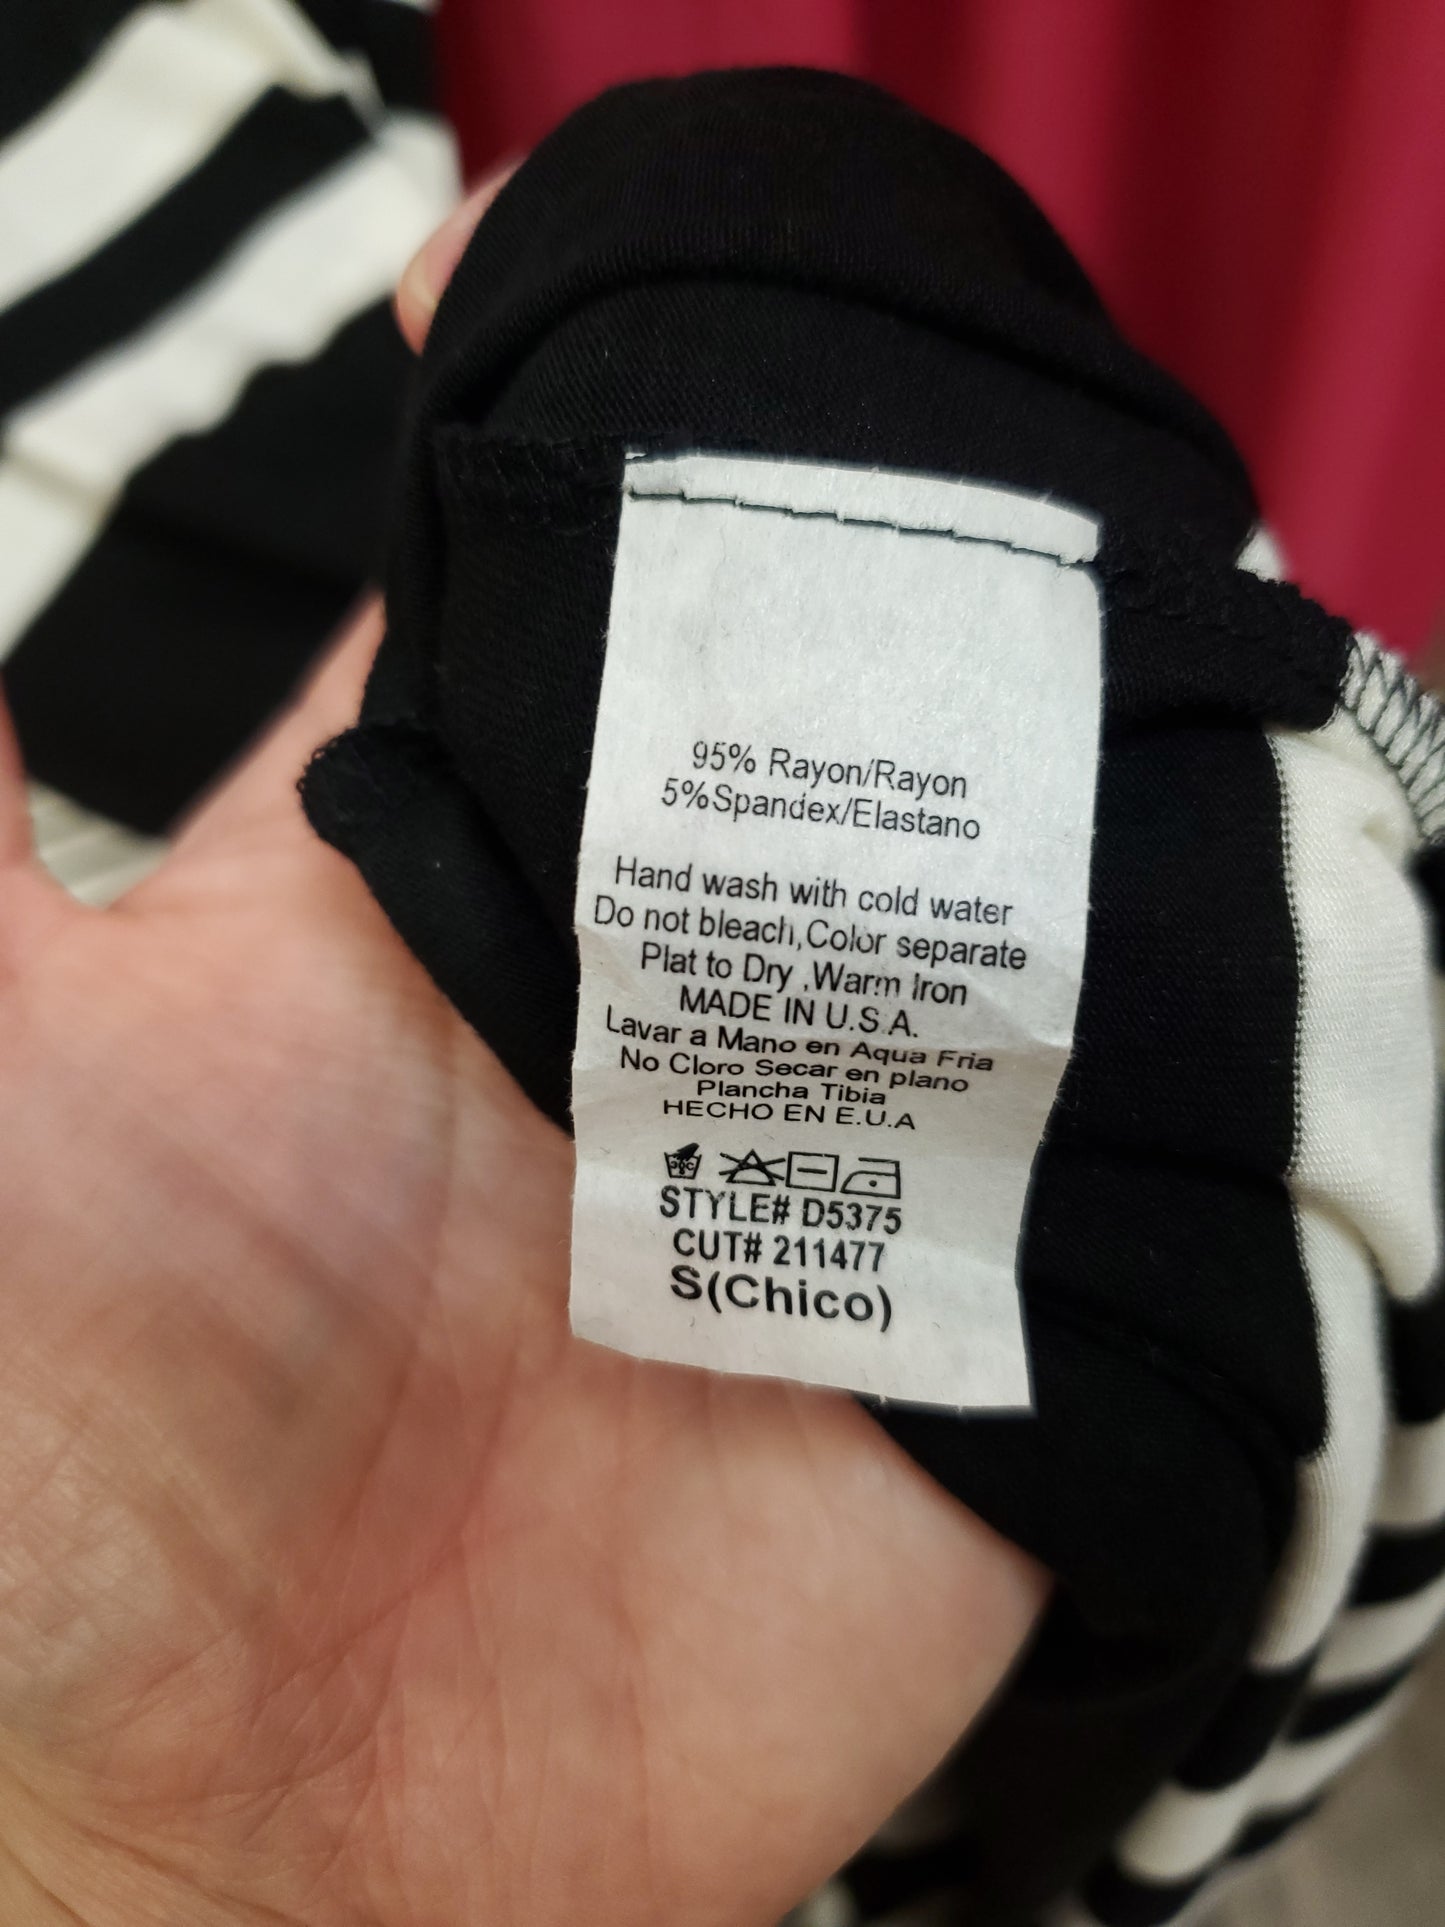 95% Rayon/Rayon
5%Spandex/Elastano
Hand wash with cold water
Do not bleach,Color separate
Plat to Dry ,Warm Iron
MADE IN U.S.A.
Lavar a Mano en Aqua Fria
No Cloro Secar en plano
Plancha Tibia
HECHO EN E.U.A
STYLE# D5375
CUT# 211477
S(Chico)